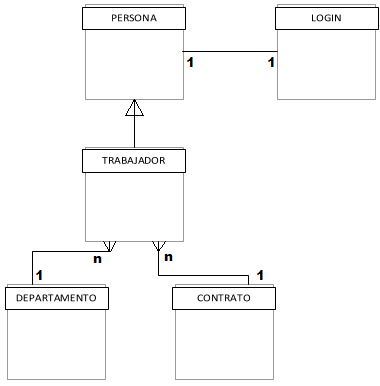 PERSONA
LOGIN
1
1
TRABAJADOR
n
n
1
1
DEPARTAMENTO
CONTRATO